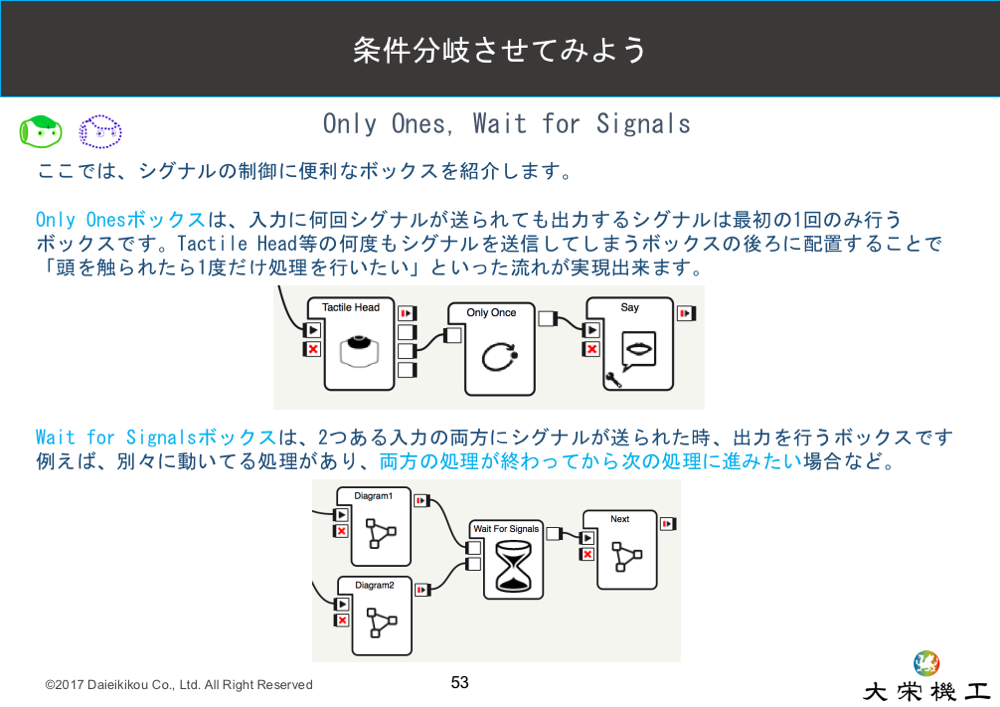 条件分岐させてみよう
Only Ones, Wait for Signals
ここでは、シグナルの制御に便利なボックスを紹介します。
Only Onesボックスは、入力に何回シグナルが送られても出力するシグナルは最初の1回のみ行う
ボックスです。Tactile Head等の何度もシグナルを送信してしまうボックスの後ろに配置することで
「頭を触られたら1度だけ処理を行いたい」といった流れが実現出来ます。
Tactile Head
Only Once
Say
Wait for Signalsボックスは、2つある入力の両方にシグナルが送られた時、出力を行うボックスです
例えば、別々に動いてる処理があり、両方の処理が終わってから次の処理に進みたい場合など。
Diagram1
Wait For Signals
Next
Diagram2
©2017 Daieikikou Co., Ltd. All Right Reserved
53
大栄機工